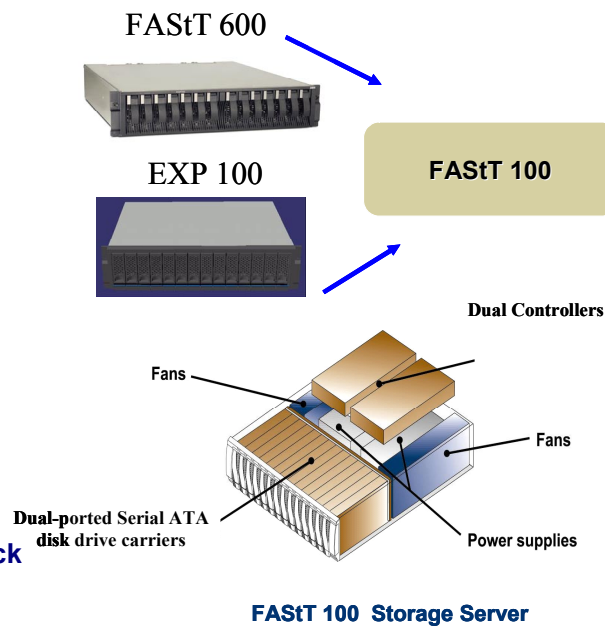 FAStT 600
FAStT 100
EXP 100
Dual Controllers
Fans
Fans
Dual-ported Serial ATA
disk drive carriers
Power supplies
ck
FAStT 100 Storage Server